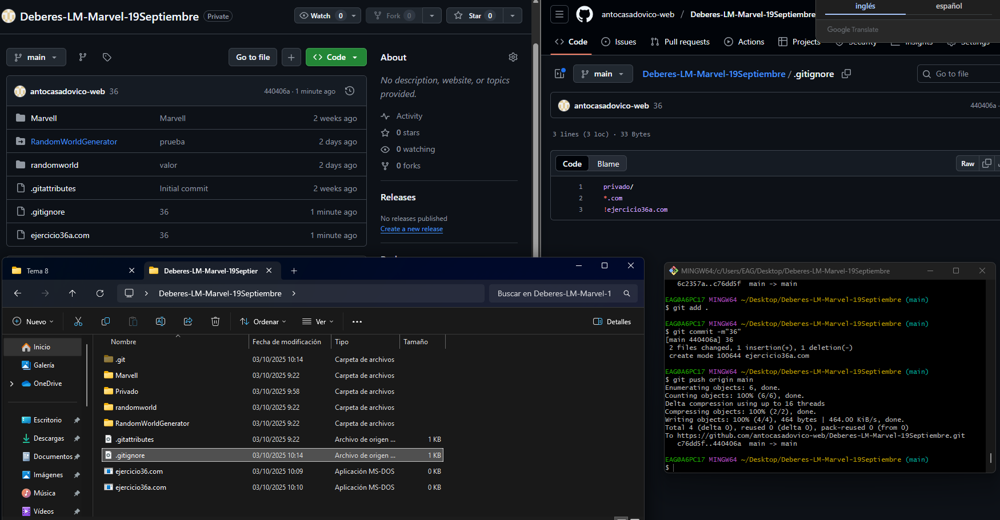 Deberes-LM-Marvel-19Septiembre Private
Watch 0
Fork 0
Star 0
main
Go to file
Code
antocasadovico-web 36
440406a · 1 minute ago
Marvell Marvell 2 weeks ago
RandomWorldGenerator prueba 2 days ago
randomworld valor 2 days ago
.gitattributes Initial commit 2 weeks ago
.gitignore 36 1 minute ago
ejercicio36a.com 36 1 minute ago
About
No description, website, or topics
provided.
Activity
0 stars
0 watching
0 forks
Releases
No releases published
Create a new release
antocasadovico-web / Deberes-LM-Marvel-19Septiembre
inglés español
Google Translate
Code Issues Pull requests Actions Projects Security Insights Settings
main
Deberes-LM-Marvel-19Septiembre / .gitignore
Go to file
antocasadovico-web 36
440406a ·
3 lines (3 loc) · 33 Bytes
Code Blame
Raw
1 privado/
2 *.com
3 !ejercicio36a.com
Tema 8
Deberes-LM-Marvel-19Septier
Deberes-LM-Marvel-19Septiembre
Buscar en Deberes-LM-Marvel-1
Nuevo
Ordenar
Ver
Detalles
Inicio
Galería
OneDrive
Escritorio
Descargas
Documentos
Imágenes
Música
Vídeos
Nombre Fecha de modificación Tipo Tamaño
.git 03/10/2025 10:14 Carpeta de archivos
Marvell 03/10/2025 9:22 Carpeta de archivos
Privado 03/10/2025 9:58 Carpeta de archivos
randomworld 03/10/2025 9:22 Carpeta de archivos
RandomWorldGenerator 03/10/2025 9:22 Carpeta de archivos
.gitattributes 03/10/2025 9:22 Archivo de origen ... 1 KB
.gitignore 03/10/2025 10:14 Archivo de origen ... 1 KB
ejercicio36.com 03/10/2025 10:09 Aplicación MS-DOS 0 KB
ejercicio36a.com 03/10/2025 10:10 Aplicación MS-DOS 0 KB
MINGW64:/c/Users/EAG/Desktop/Deberes-LM-Marvel-19Septiembre
6c2357a..c76dd5f main -> main
EAG@A6PC17 MINGW64 ~/Desktop/Deberes-LM-Marvel-19Septiembre (main)
$ git add .
EAG@A6PC17 MINGW64 ~/Desktop/Deberes-LM-Marvel-19Septiembre (main)
$ git commit -m"36"
[main 440406a] 36
2 files changed, 1 insertion(+), 1 deletion(-)
create mode 100644 ejercicio36a.com
EAG@A6PC17 MINGW64 ~/Desktop/Deberes-LM-Marvel-19Septiembre (main)
$ git push origin main
Enumerating objects: 6, done.
Counting objects: 100% (6/6), done.
Delta compression using up to 16 threads
Compressing objects: 100% (2/2), done.
Writing objects: 100% (4/4), 464 bytes | 464.00 KiB/s, done.
Total 4 (delta 0), reused 0 (delta 0), pack-reused 0 (from 0)
To https://github.com/antocasadovico-web/Deberes-LM-Marvel-19Septiembre.git
c76dd5f..440406a main -> main
EAG@A6PC17 MINGW64 ~/Desktop/Deberes-LM-Marvel-19Septiembre (main)
$